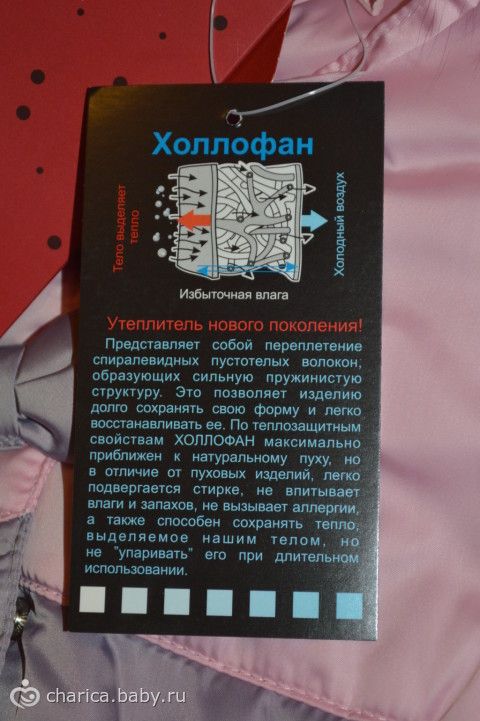 Холлофан
Тело выделяет
тепло
Холодный воздух
Избыточная влага
Утеплитель нового поколения!
Представляет собой переплетение
спиралевидных пустотелых волокон,
образующих сильную пружинистую
структуру. Это позволяет изделию
долго сохранять свою форму и легко
восстанавливать ее. По теплозащитным
свойствам ХОЛЛОФАН максимально
приближен к натуральному пуху, но
в отличие от пуховых изделий, легко
подвергается стирке, не впитывает
влаги и запахов, не вызывает аллергии,
а также способен сохранять тепло,
выделяемое нашим телом, но
не "упаривать" его при длительном
использовании.
charica.baby.ru